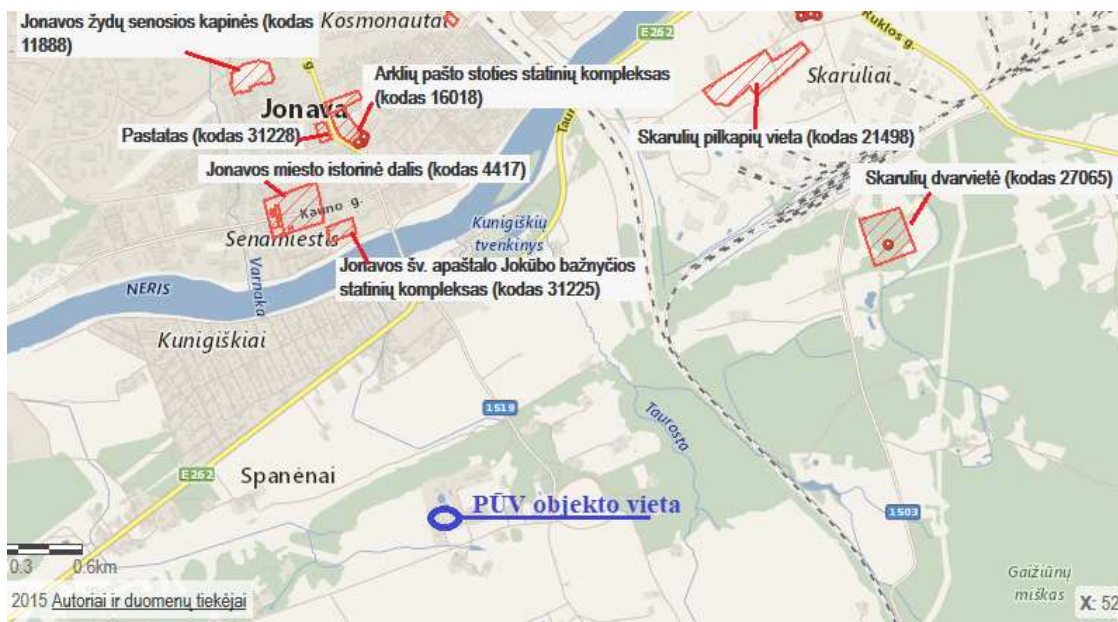 Jonavos žydų senosios kapinės (kodas
11888)
Kosmonautai
E262
Ruklos g.
g.
Arklių pašto stoties statinių kompleksas
(kodas 16018)
Skaruliai
Jonava
Pastatas (kodas 31228)
Skarulių pilkapių vieta (kodas 21498)
Jonavos miesto istorinė dalis (kodas 4417)
Skarulių dvarvietė (kodas 27065)
Kauno g.
Kunigiškių
tvenkinys
Senamiestis
Varnaka
Jonavos šv. apaštalo Jokūbo bažnyčios
statinių kompleksas (kodas 31225)
NERIS
Kunigiškiai
1519
Taurosta
E262
Spanėnai
PŪV objekto vieta
1503
0.3 0.6km
Gaižiūnų
miškas
2015 Autoriai ir duomenų tiekėjai
X: 52